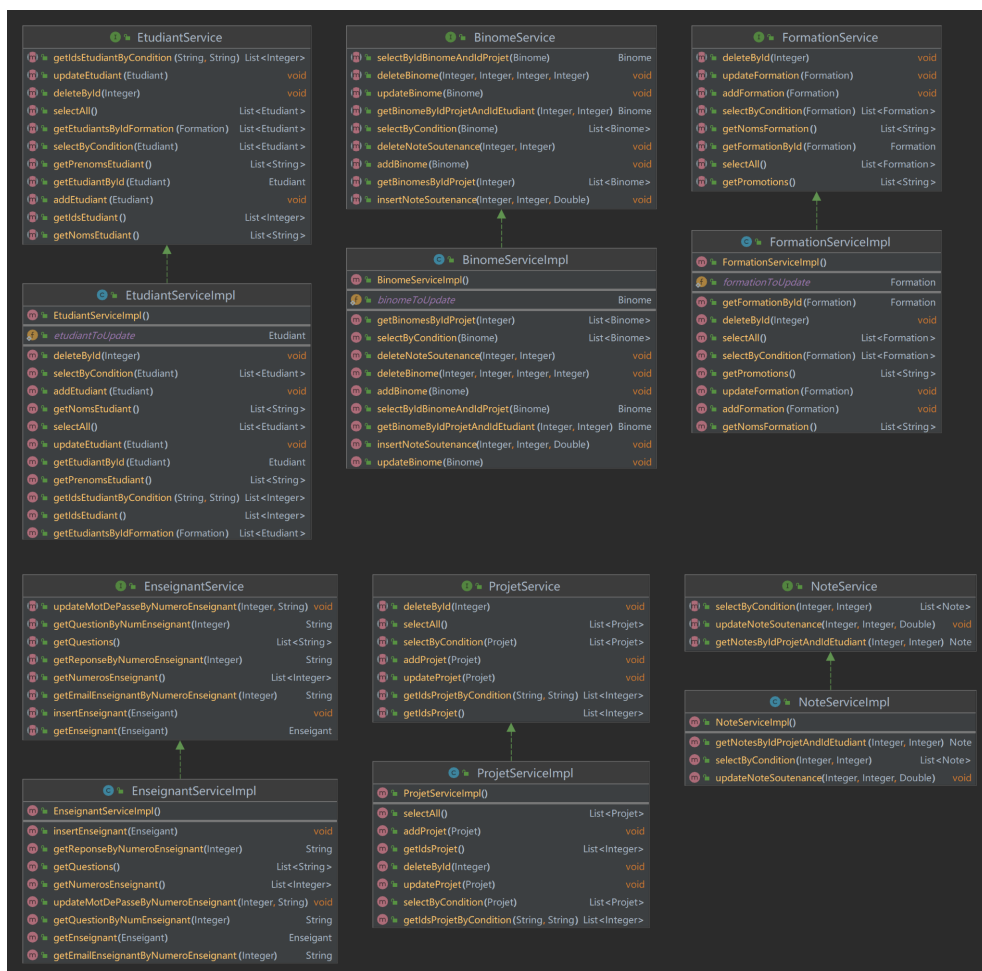 EtudiantService
getIdsEtudiantByCondition (String, String) List<Integer>
updateEtudiant (Etudiant) void
deleteById(Integer) void
selectAll() List<Etudiant>
getEtudiantsByIdFormation (Formation) List<Etudiant>
selectByCondition(Etudiant) List<Etudiant>
getPrenomsEtudiant() List<String>
getEtudiantById (Etudiant) Etudiant
addEtudiant (Etudiant) void
getIdsEtudiant() List<Integer>
getNomsEtudiant() List<String>
EtudiantServiceImpl
EtudiantServiceImpl()
etudiantToUpdate Etudiant
deleteById(Integer) void
selectByCondition(Etudiant) List<Etudiant>
addEtudiant (Etudiant) void
getNomsEtudiant() List<String>
selectAll() List<Etudiant>
updateEtudiant (Etudiant) void
getEtudiantById (Etudiant) Etudiant
getPrenomsEtudiant() List<String>
getIdsEtudiantByCondition (String, String) List<Integer>
getIdsEtudiant() List<Integer>
getEtudiantsByIdFormation (Formation) List<Etudiant>
BinomeService
selectByIdBinomeAndIdProjet(Binome) Binome
deleteBinome(Integer, Integer, Integer, Integer) void
updateBinome(Binome) void
getBinomeByIdProjetAndIdEtudiant (Integer, Integer) Binome
selectByCondition(Binome) List<Binome>
deleteNoteSoutenance(Integer, Integer) void
addBinome(Binome) void
getBinomesByIdProjet(Integer) List<Binome>
insertNoteSoutenance(Integer, Integer, Double) void
BinomeServiceImpl
BinomeServiceImpl()
binomeToUpdate Binome
getBinomesByIdProjet(Integer) List<Binome>
selectByCondition(Binome) List<Binome>
deleteNoteSoutenance(Integer, Integer) void
deleteBinome(Integer, Integer, Integer, Integer) void
addBinome(Binome) void
selectByIdBinomeAndIdProjet(Binome) Binome
getBinomeByIdProjetAndIdEtudiant (Integer, Integer) Binome
insertNoteSoutenance(Integer, Integer, Double) void
updateBinome(Binome) void
FormationService
deleteById(Integer) void
updateFormation (Formation) void
addFormation (Formation) void
selectByCondition(Formation) List<Formation>
getNomsFormation() List<String>
getFormationById (Formation) Formation
selectAll() List<Formation>
getPromotions() List<String>
FormationServiceImpl
FormationServiceImpl()
formationToUpdate Formation
getFormationById (Formation) Formation
deleteById(Integer) void
selectAll() List<Formation>
selectByCondition(Formation) List<Formation>
getPromotions() List<String>
updateFormation (Formation) void
addFormation (Formation) void
getNomsFormation() List<String>
EnseignantService
updateMotDePasseByNumeroEnseignant(Integer, String) void
getQuestionByNumEnseignant(Integer) String
getQuestions() List<String>
getReponseByNumeroEnseignant(Integer) String
getNumerosEnseignant() List<Integer>
getEmailEnseignantByNumeroEnseignant (Integer) String
insertEnseignant(Enseigant) void
getEnseignant(Enseigant) Enseigant
EnseignantServiceImpl
EnseignantServiceImpl()
insertEnseignant(Enseigant) void
getReponseByNumeroEnseignant(Integer) String
getQuestions() List<String>
getNumerosEnseignant() List<Integer>
updateMotDePasseByNumeroEnseignant(Integer, String) void
getQuestionByNumEnseignant(Integer) String
getEnseignant(Enseigant) Enseigant
getEmailEnseignantByNumeroEnseignant (Integer) String
ProjetService
deleteById(Integer) void
selectAll() List<Projet>
selectByCondition(Projet) List<Projet>
addProjet(Projet) void
updateProjet(Projet) void
getIdsProjetByCondition(String, String) List<Integer>
getIdsProjet() List<Integer>
ProjetServiceImpl
ProjetServiceImpl()
selectAll() List<Projet>
addProjet(Projet) void
getIdsProjet() List<Integer>
deleteById(Integer) void
updateProjet(Projet) void
selectByCondition(Projet) List<Projet>
getIdsProjetByCondition(String, String) List<Integer>
NoteService
selectByCondition(Integer, Integer) List<Note>
updateNoteSoutenance(Integer, Integer, Double) void
getNotesByIdProjetAndIdEtudiant (Integer, Integer) Note
NoteServiceImpl
NoteServiceImpl()
getNotesByIdProjetAndIdEtudiant (Integer, Integer) Note
selectByCondition(Integer, Integer) List<Note>
updateNoteSoutenance(Integer, Integer, Double) void